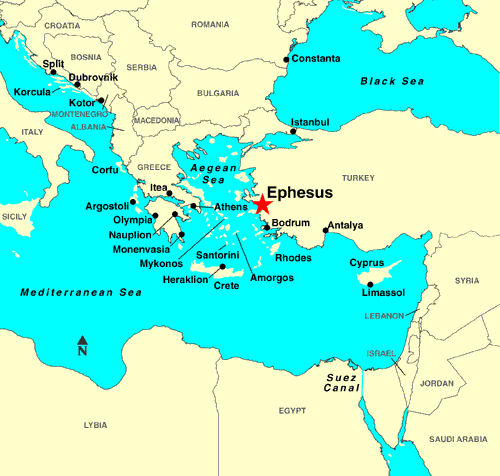 CROATIA
ROMANIA
BOSNIA
Split
SERBIA
Constanta
Dubrovnik
Black Sea
Korcula
BULGARIA
Kotor
MONTENEGRO
MACEDONIA
Istanbul
ALBANIA
ITALY
Corfu
GREECE
Aegean
Sea
TURKEY
Itea
Ephesus
Argostoli
Athens
SICILY
Olympia
Bodrum
Antalya
Nauplion
Monenvasia
Santorini
Rhodes
Mykonos
Cyprus
Heraklion
Amorgos
SYRIA
Crete
Limassol
Mediterranean Sea
LEBANON
N
ISRAEL
Suez
Canal
JORDAN
LYBIA
EGYPT
SAUDI ARABIA